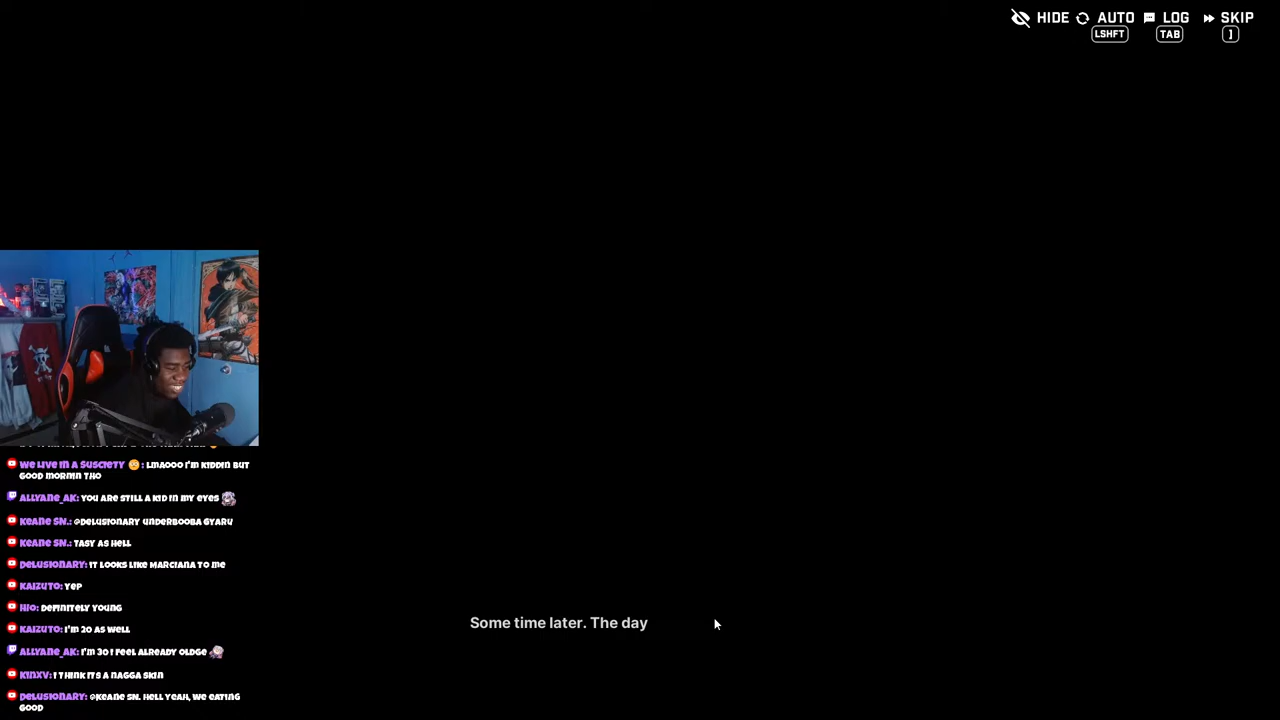 HIDE AUTO LOG SKIP
LSHFT TAB ]
WE LIVE IN A SUSCIETY 😳 : LMAOOO I'M KIDDIN BUT
GOOD MORNIN THO
ALLYANE_AK: YOU ARE STILL A KID IN MY EYES
KEANE SN.: @DELUSIONARY UNDERBOOBA GYARU
KEANE SN.: TASY AS HELL
DELUSIONARY: IT LOOKS LIKE MARCIANA TO ME
KAIZUTO: YEP
HIO: DEFINITELY YOUNG
KAIZUTO: I'M 20 AS WELL
ALLYANE_AK: I'M 30 I FEEL ALREADY OLDGE
KINXV: I THINK ITS A NAGGA SKIN
DELUSIONARY: @KEANE SN. HELL YEAH, WE EATING
GOOD
Some time later. The day